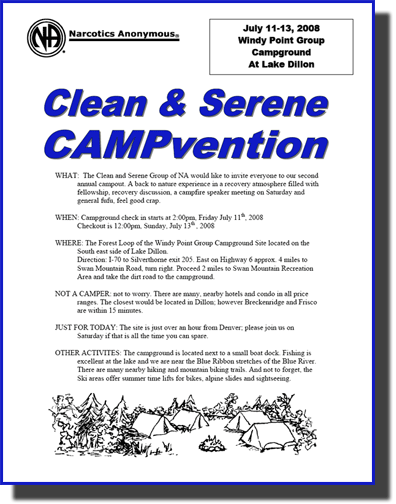 NA
Narcotics Anonymous®
July 11-13, 2008
Windy Point Group
Campground
At Lake Dillon
Clean & Serene
CAMPvention
WHAT: The Clean and Serene Group of NA would like to invite everyone to our second
annual campout. A back to nature experience in a recovery atmosphere filled with
fellowship, recovery discussion, a campfire speaker meeting on Saturday and
general fufu, feel good crap.
WHEN: Campground check in starts at 2:00pm, Friday July 11th, 2008
Checkout is 12:00pm, Sunday, July 13th, 2008
WHERE: The Forest Loop of the Windy Point Group Campground Site located on the
South east side of Lake Dillon.
Direction: I-70 to Silverthorne exit 205. East on Highway 6 approx. 4 miles to
Swan Mountain Road, turn right. Proceed 2 miles to Swan Mountain Recreation
Area and take the dirt road to the campground.
NOT A CAMPER: not to worry. There are many, nearby hotels and condo in all price
ranges. The closest would be located in Dillon; however Breckenridge and Frisco
are within 15 minutes.
JUST FOR TODAY: The site is just over an hour from Denver; please join us on
Saturday if that is all the time you can spare.
OTHER ACTIVITES: The campground is located next to a small boat dock. Fishing is
excellent at the lake and we are near the Blue Ribbon stretches of the Blue River.
There are many nearby hiking and mountain biking trails. And not to forget, the
Ski areas offer summer time lifts for bikes, alpine slides and sightseeing.